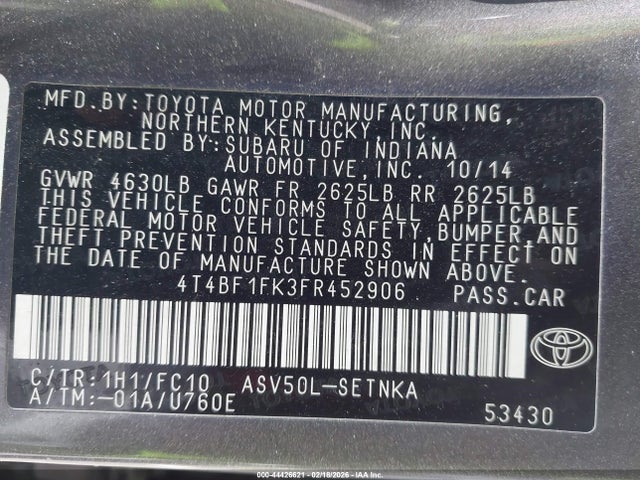 MFD.BY:TOYOTA MOTOR MANUFACTURING,
NORTHERN KENTUCKY,INC.
ASSEMBLED BY:SUBARU OF INDIANA
AUTOMOTIVE,INC. 10/14
GVWR 4630LB GAWR FR 2625LB RR 2625LB
THIS VEHICLE CONFORMS TO ALL APPLICABLE
FEDERAL MOTOR VEHICLE SAFETY,BUMPER,AND
THEFT PREVENTION STANDARDS IN EFFECT ON
THE DATE OF MANUFACTURE SHOWN ABOVE.
4T4BF1FK3FR452906 PASS.CAR
C/TR:1H1/FC10 ASV50L-SETNKA
A/TM:-01A/U760E
53430
000-44426621 - 02/18/2026 - IAA, Inc.